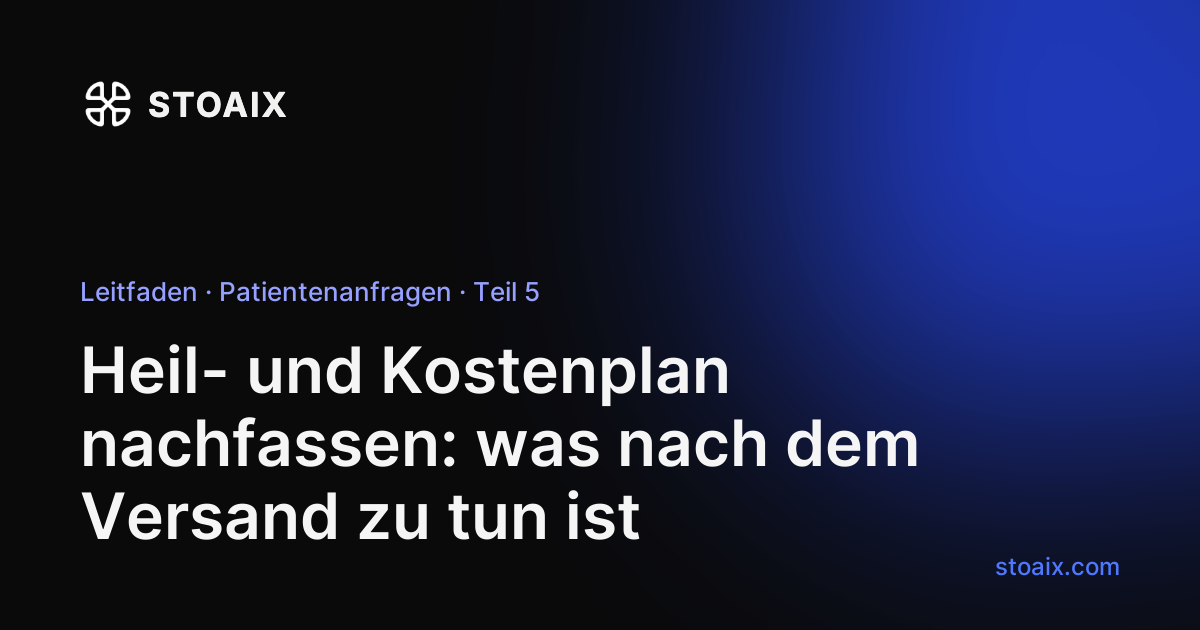 STOAIX
Leitfaden · Patientenanfragen · Teil 5
Heil- und Kostenplan
nachfassen: was nach dem
Versand zu tun ist
stoaix.com